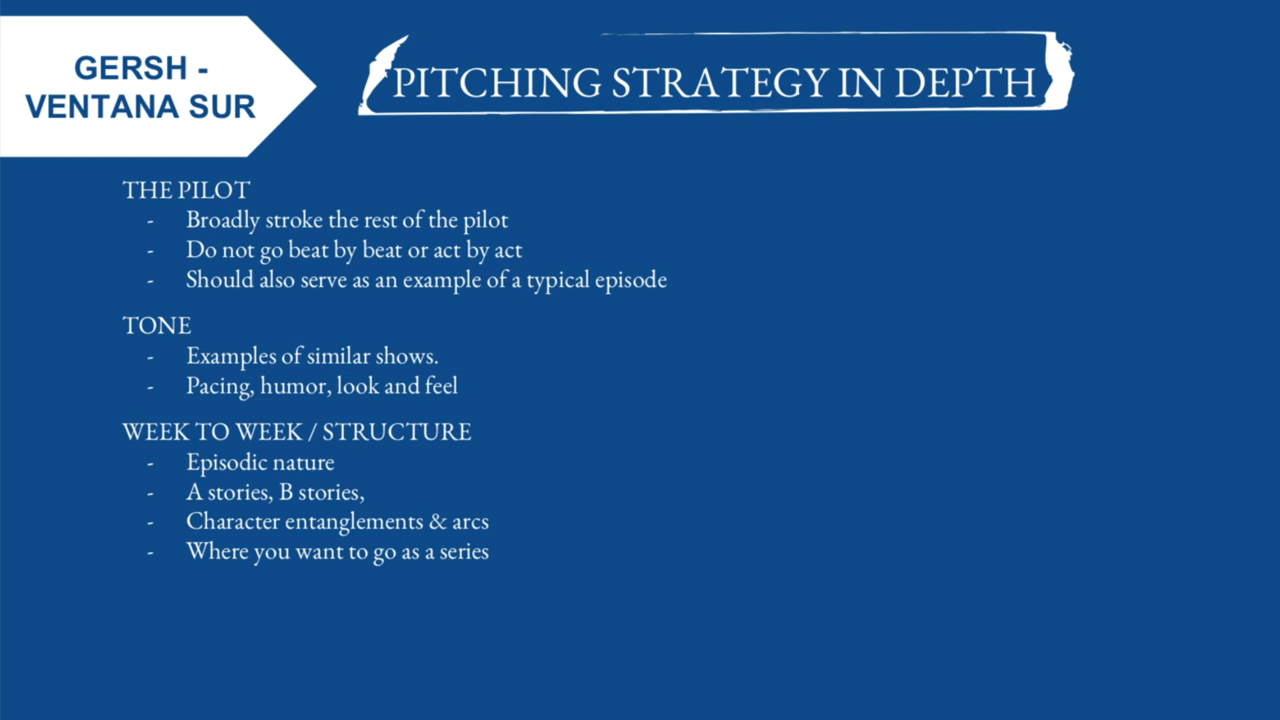 GERSH -
VENTANA SUR
PITCHING STRATEGY IN DEPTH
THE PILOT
- Broadly stroke the rest of the pilot
- Do not go beat by beat or act by act
- Should also serve as an example of a typical episode
TONE
- Examples of similar shows.
- Pacing, humor, look and feel
WEEK TO WEEK / STRUCTURE
- Episodic nature
- A stories, B stories,
- Character entanglements & arcs
- Where you want to go as a series